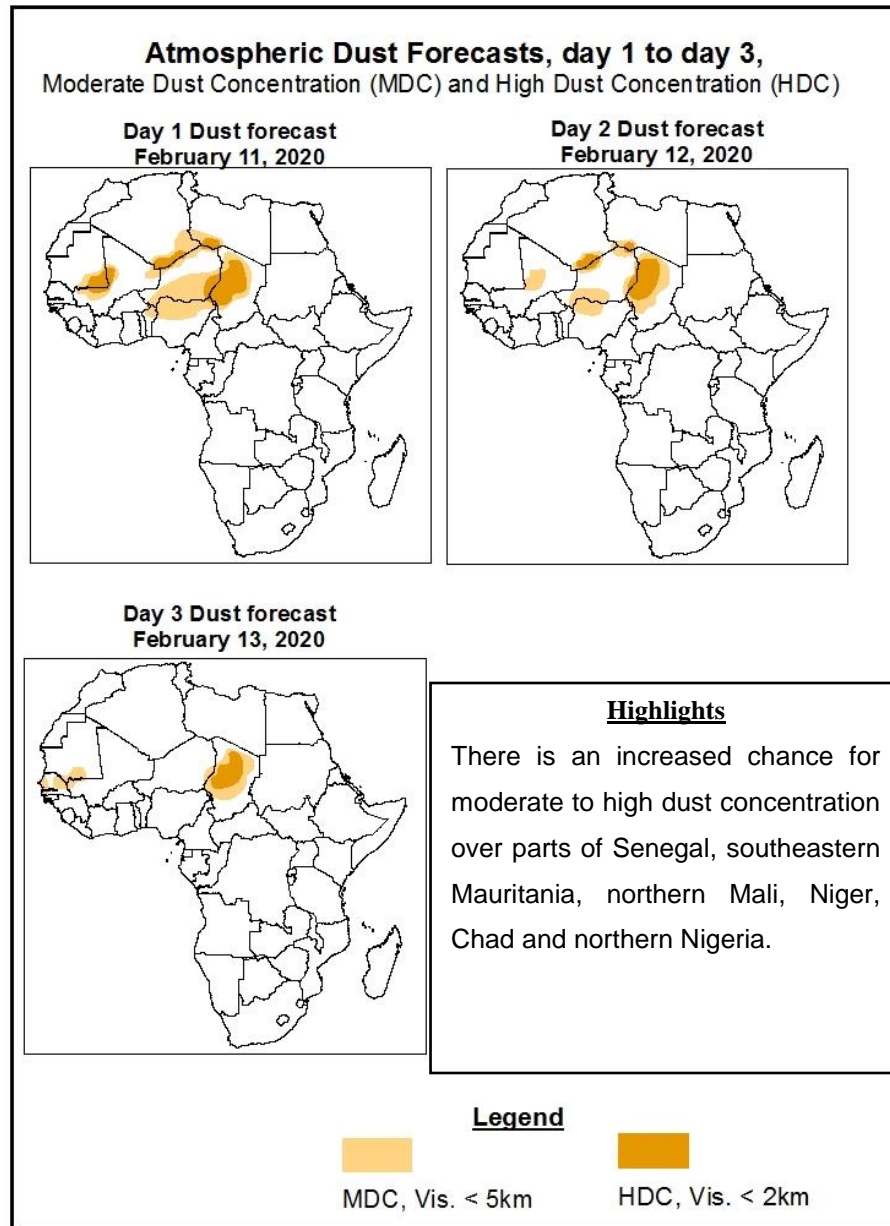 Atmospheric Dust Forecasts, day 1 to day 3,
Moderate Dust Concentration (MDC) and High Dust Concentration (HDC)
Day 1 Dust forecast
February 11, 2020
Day 2 Dust forecast
February 12, 2020
Day 3 Dust forecast
February 13, 2020
Highlights
There is an increased chance for
moderate to high dust concentration
over parts of Senegal, southeastern
Mauritania, northern Mali, Niger,
Chad and northern Nigeria.
Legend
MDC, Vis. < 5km
HDC, Vis. < 2km